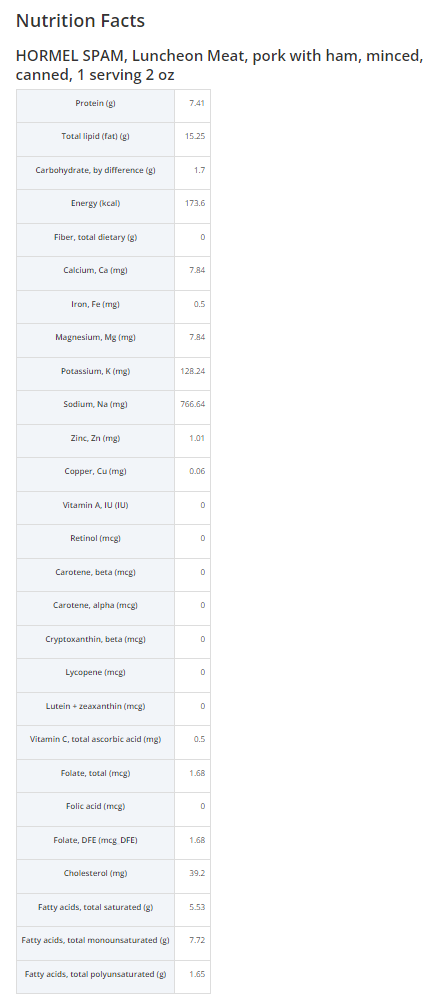 Nutrition Facts
HORMEL SPAM, Luncheon Meat, pork with ham, minced,
canned, 1 serving 2 oz
Protein (g) 7.41
Total lipid (fat) (g) 15.25
Carbohydrate, by difference (g) 1.7
Energy (kcal) 173.6
Fiber, total dietary (g) 0
Calcium, Ca (mg) 7.84
Iron, Fe (mg) 0.5
Magnesium, Mg (mg) 7.84
Potassium, K (mg) 128.24
Sodium, Na (mg) 766.64
Zinc, Zn (mg) 1.01
Copper, Cu (mg) 0.06
Vitamin A, IU (IU) 0
Retinol (mcg) 0
Carotene, beta (mcg) 0
Carotene, alpha (mcg) 0
Cryptoxanthin, beta (mcg) 0
Lycopene (mcg) 0
Lutein + zeaxanthin (mcg) 0
Vitamin C, total ascorbic acid (mg) 0.5
Folate, total (mcg) 1.68
Folic acid (mcg) 0
Folate, DFE (mcg_DFE) 1.68
Cholesterol (mg) 39.2
Fatty acids, total saturated (g) 5.53
Fatty acids, total monounsaturated (g) 7.72
Fatty acids, total polyunsaturated (g) 1.65